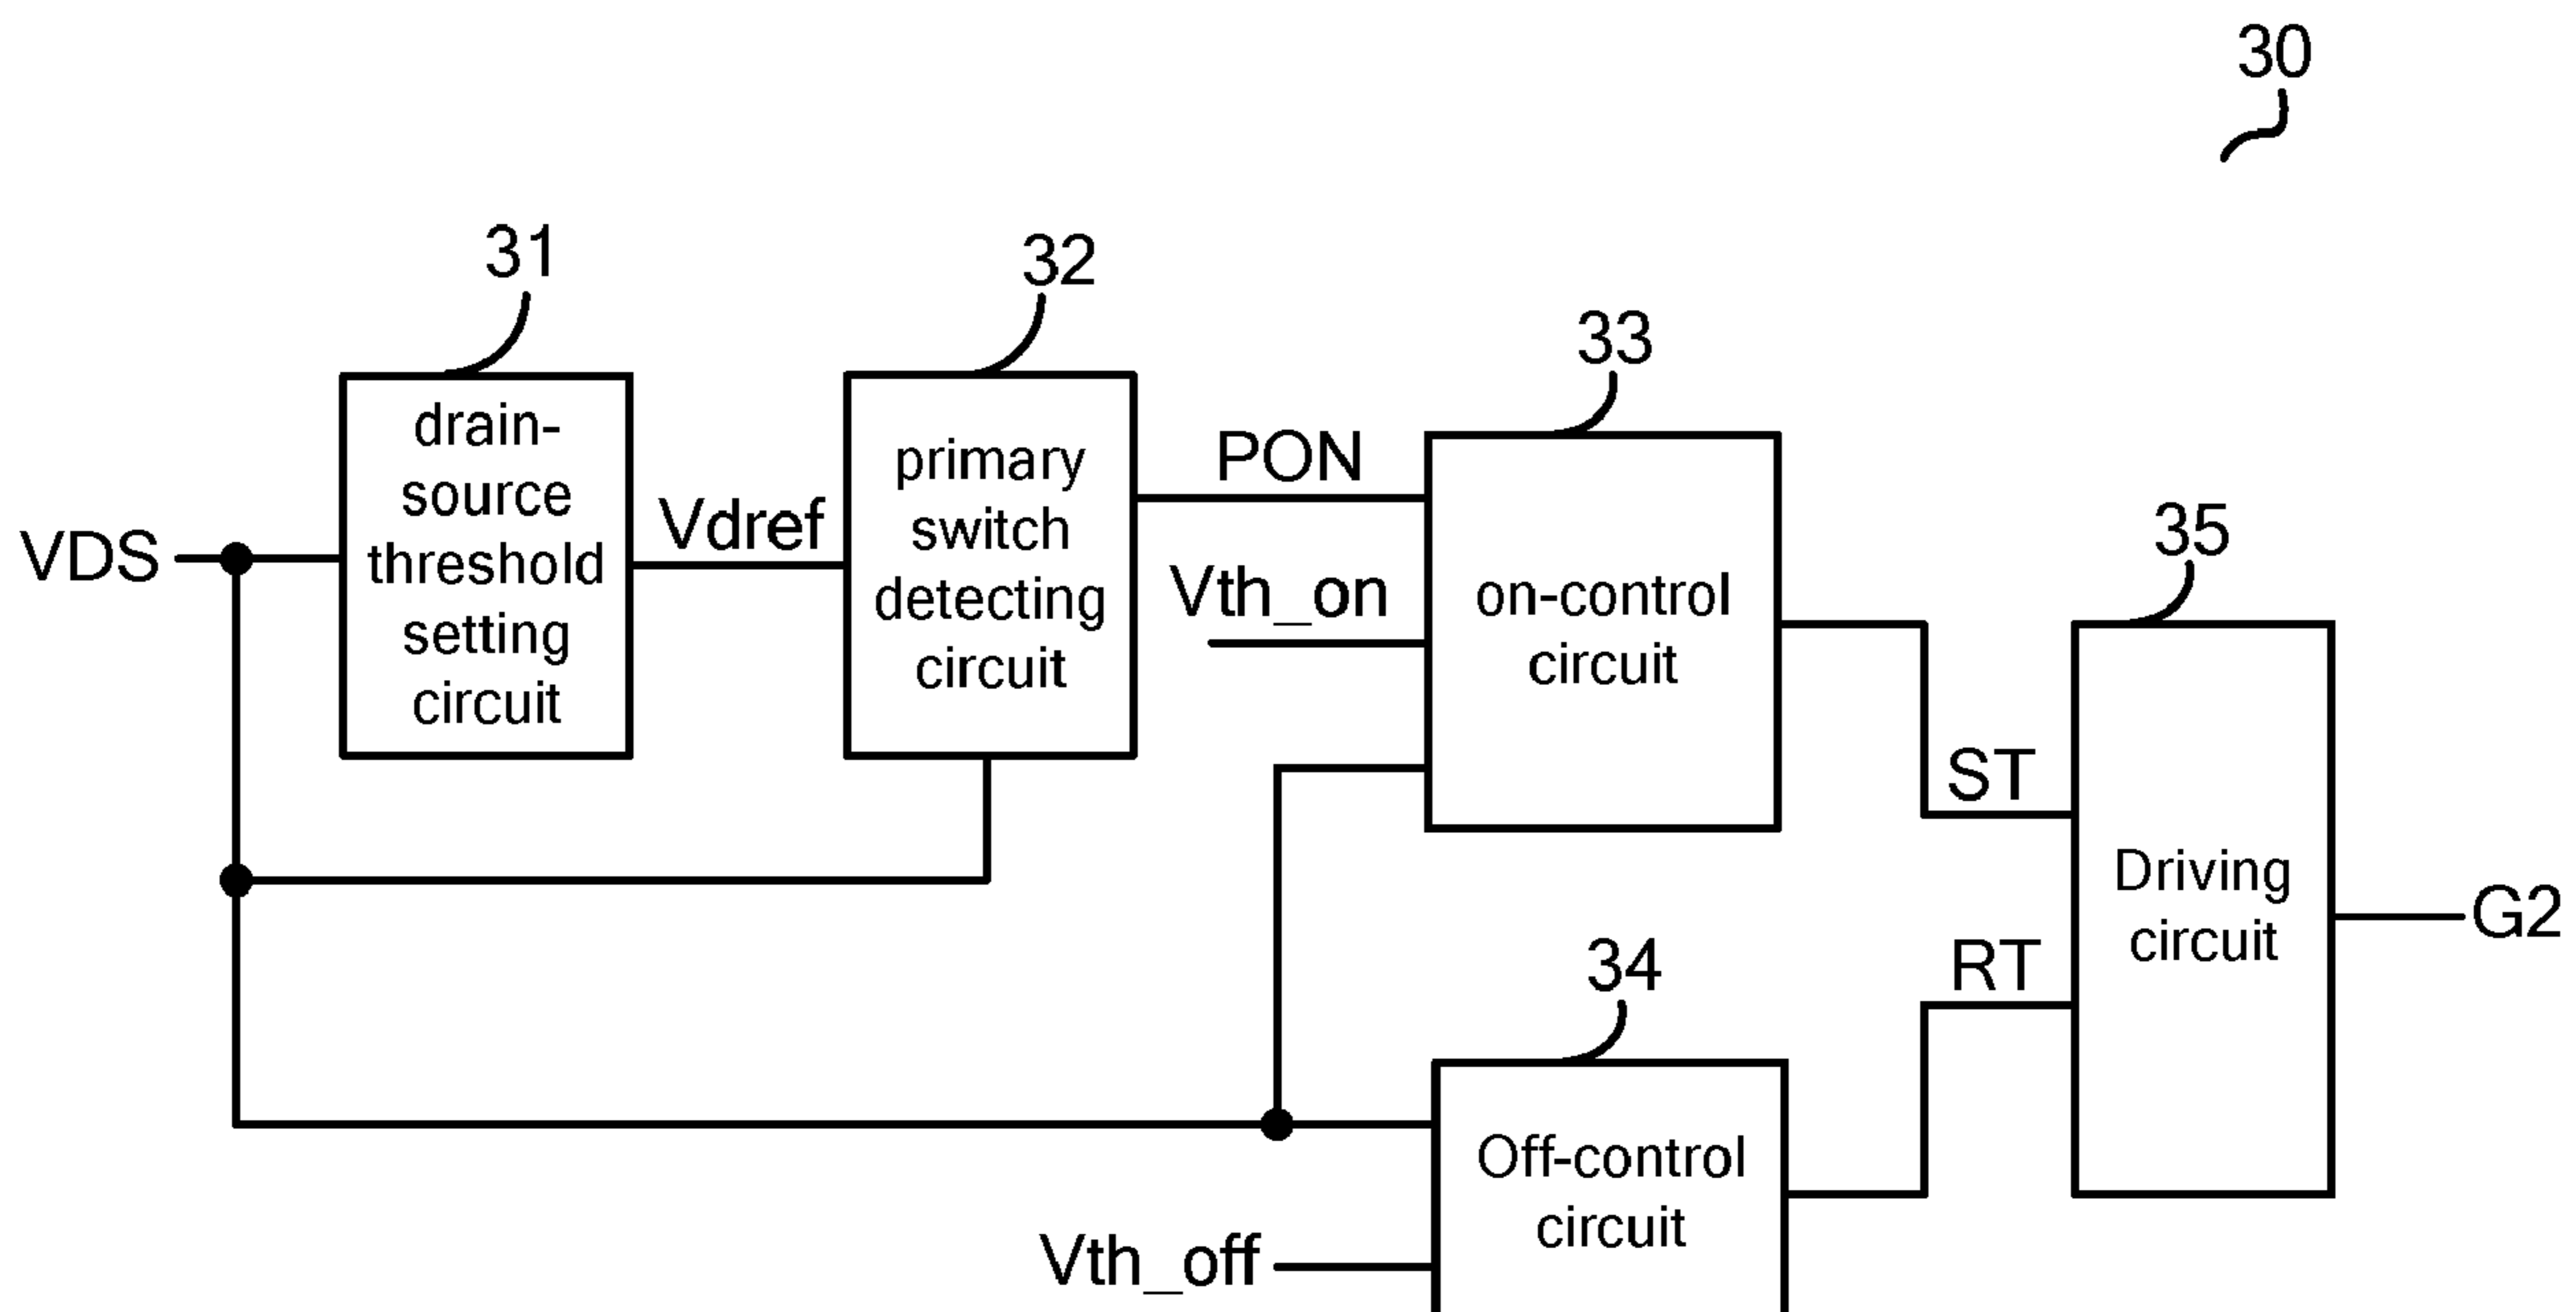 30
31
32
33
35
34
drain-
source
threshold
setting
circuit
primary
switch
detecting
circuit
on-control
circuit
Off-control
circuit
Driving
circuit
VDS
Vdref
PON
Vth_on
ST
RT
G2
Vth_off